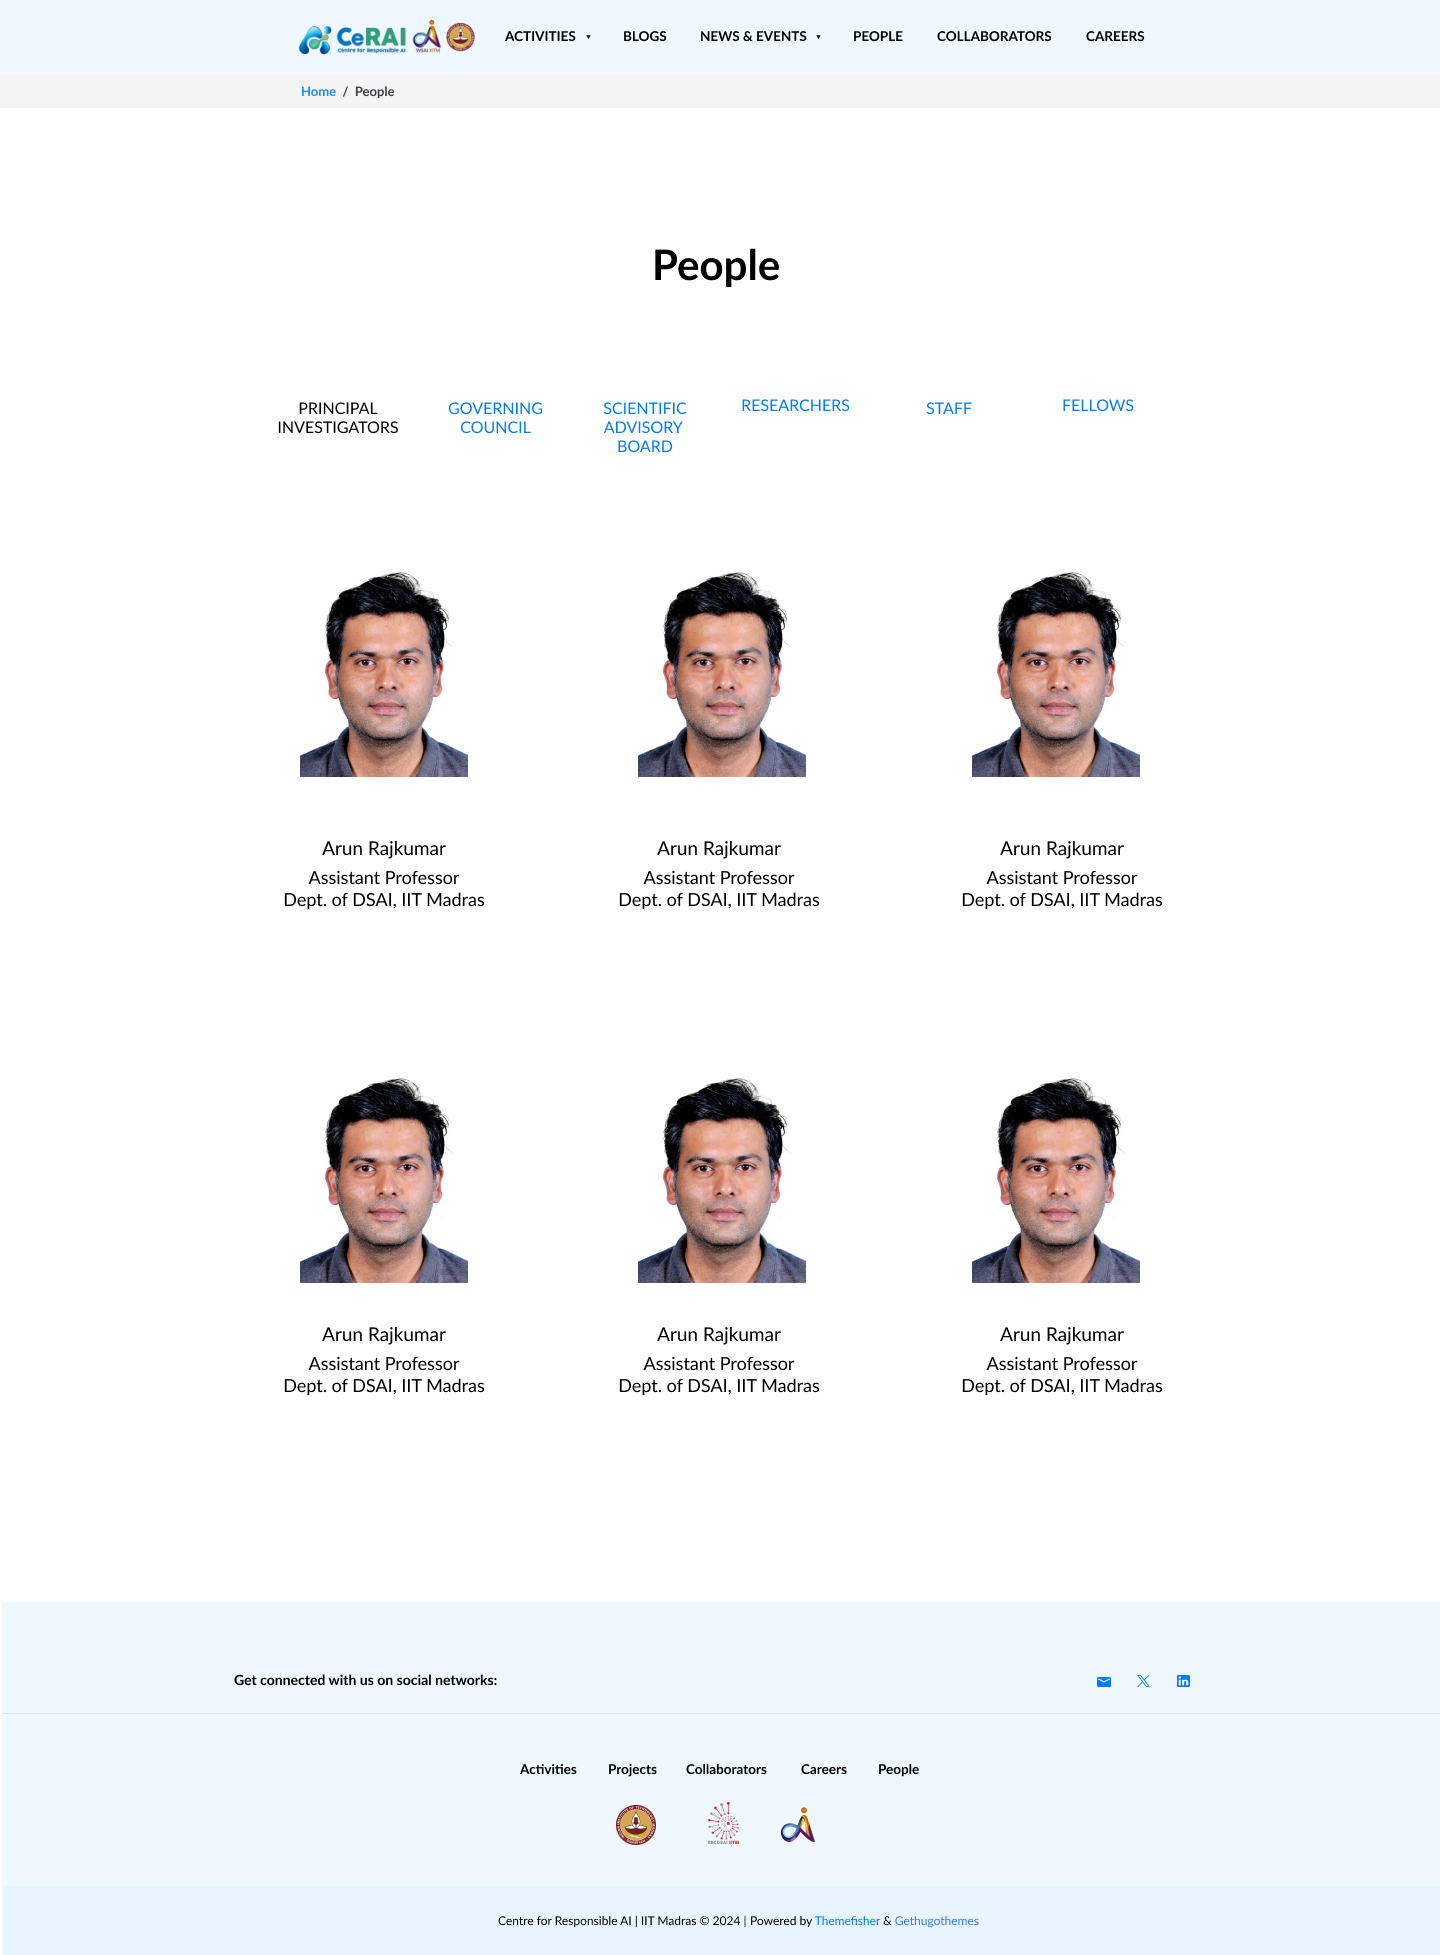 CeRAI
Centre for Responsible AI
WSAI IITM
ACTIVITIES ▾ BLOGS NEWS & EVENTS ▾ PEOPLE COLLABORATORS CAREERS
Home / People
People
PRINCIPAL
INVESTIGATORS
GOVERNING
COUNCIL
SCIENTIFIC
ADVISORY
BOARD
RESEARCHERS
STAFF
FELLOWS
Arun Rajkumar
Assistant Professor
Dept. of DSAI, IIT Madras
Arun Rajkumar
Assistant Professor
Dept. of DSAI, IIT Madras
Arun Rajkumar
Assistant Professor
Dept. of DSAI, IIT Madras
Arun Rajkumar
Assistant Professor
Dept. of DSAI, IIT Madras
Arun Rajkumar
Assistant Professor
Dept. of DSAI, IIT Madras
Arun Rajkumar
Assistant Professor
Dept. of DSAI, IIT Madras
Get connected with us on social networks:
Activities Projects Collaborators Careers People
RBCDSAI IITM
Centre for Responsible AI | IIT Madras © 2024 | Powered by Themefisher & Gethugothemes